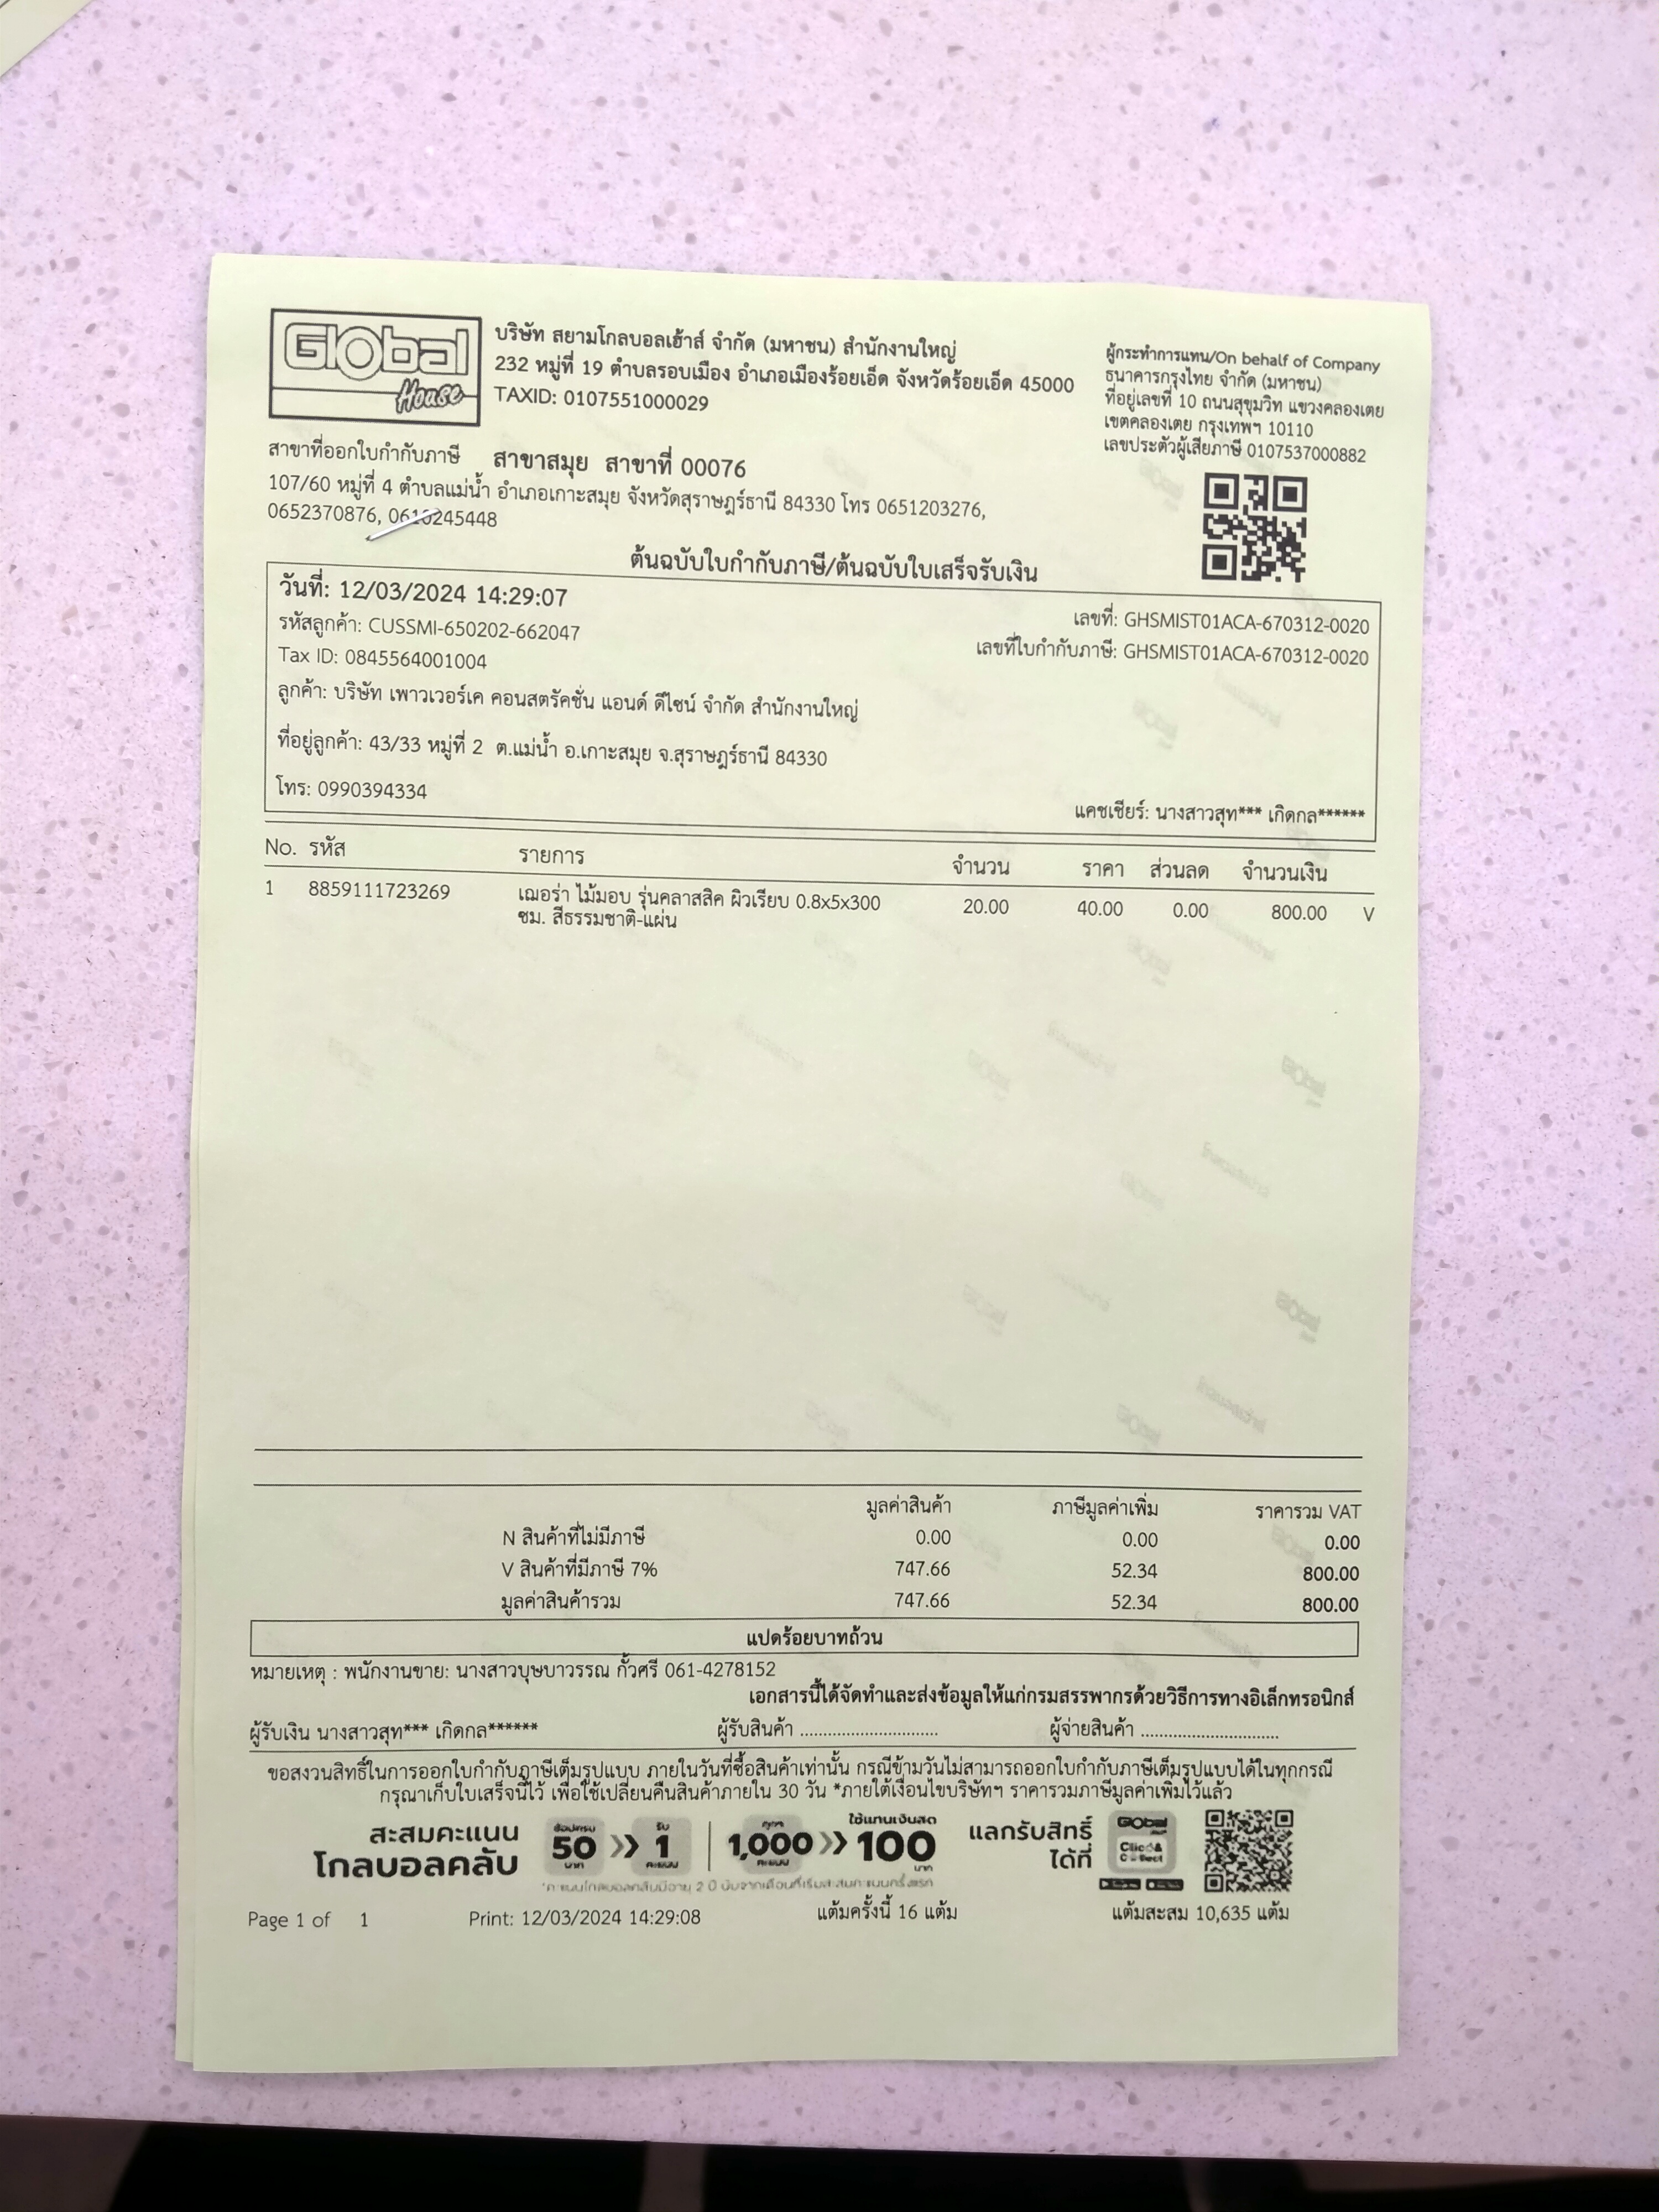 Global House
บริษัท สยามโกลบอลเฮ้าส์ จำกัด (มหาชน) สำนักงานใหญ่
232 หมู่ที่ 19 ตำบลรอบเมือง อำเภอเมืองร้อยเอ็ด จังหวัดร้อยเอ็ด 45000
TAXID: 0107551000029
ผู้กระทำการแทน/On behalf of Company
ธนาคารกรุงไทย จำกัด (มหาชน)
ที่อยู่เลขที่ 10 ถนนสุขุมวิท แขวงคลองเตย
เขตคลองเตย กรุงเทพฯ 10110
เลขประตัวผู้เสียภาษี 0107537000882
สาขาที่ออกใบกำกับภาษี สาขาสมุย สาขาที่ 00076
107/60 หมู่ที่ 4 ตำบลแม่น้ำ อำเภอเกาะสมุย จังหวัดสุราษฎร์ธานี 84330 โทร 0651203276,
0652370876, 0610245448
ต้นฉบับใบกำกับภาษี/ต้นฉบับใบเสร็จรับเงิน
วันที่: 12/03/2024 14:29:07
เลขที่: GHSMIST01ACA-670312-0020
รหัสลูกค้า: CUSSMI-650202-662047
เลขที่ใบกำกับภาษี: GHSMIST01ACA-670312-0020
Tax ID: 0845564001004
ลูกค้า: บริษัท เพาวเวอร์เค คอนสตรัคชั่น แอนด์ ดีไซน์ จำกัด สำนักงานใหญ่
ที่อยู่ลูกค้า: 43/33 หมู่ที่ 2 ต.แม่น้ำ อ.เกาะสมุย จ.สุราษฎร์ธานี 84330
โทร: 0990394334
แคชเชียร์: นางสาวสุท*** เกิดกล******
No. รหัส รายการ จำนวน ราคา ส่วนลด จำนวนเงิน
1 8859111723269 เฌอร่า ไม้มอบ รุ่นคลาสสิค ผิวเรียบ 0.8x5x300 20.00 40.00 0.00 800.00 V
ซม. สีธรรมชาติ-แผ่น
มูลค่าสินค้า ภาษีมูลค่าเพิ่ม ราคารวม VAT
N สินค้าที่ไม่มีภาษี 0.00 0.00 0.00
V สินค้าที่มีภาษี 7% 747.66 52.34 800.00
มูลค่าสินค้ารวม 747.66 52.34 800.00
แปดร้อยบาทถ้วน
หมายเหตุ : พนักงานขาย: นางสาวบุษบาวรรณ กั้วศรี 061-4278152
เอกสารนี้ได้จัดทำและส่งข้อมูลให้แก่กรมสรรพากรด้วยวิธีการทางอิเล็กทรอนิกส์
ผู้รับเงิน นางสาวสุท*** เกิดกล****** ผู้รับสินค้า ............................ ผู้จ่ายสินค้า ............................
ขอสงวนสิทธิ์ในการออกใบกำกับภาษีเต็มรูปแบบ ภายในวันที่ซื้อสินค้าเท่านั้น กรณีข้ามวันไม่สามารถออกใบกำกับภาษีเต็มรูปแบบได้ในทุกกรณี
กรุณาเก็บใบเสร็จนี้ไว้ เพื่อใช้เปลี่ยนคืนสินค้าภายใน 30 วัน *ภายใต้เงื่อนไขบริษัทฯ ราคารวมภาษีมูลค่าเพิ่มไว้แล้ว
สะสมคะแนน
โกลบอลคลับ
ช้อปครบ 50 บาท >> รับ 1 คะแนน
ทุกๆ 1,000 คะแนน >> ใช้แทนเงินสด 100 บาท
แลกรับสิทธิ์
ได้ที่
Global
Click &
Collect
*คะแนนโกลบอลคลับมีอายุ 2 ปี นับจากเดือนที่เริ่มสะสมคะแนนครั้งแรก
Page 1 of 1 Print: 12/03/2024 14:29:08 แต้มครั้งนี้ 16 แต้ม แต้มสะสม 10,635 แต้ม